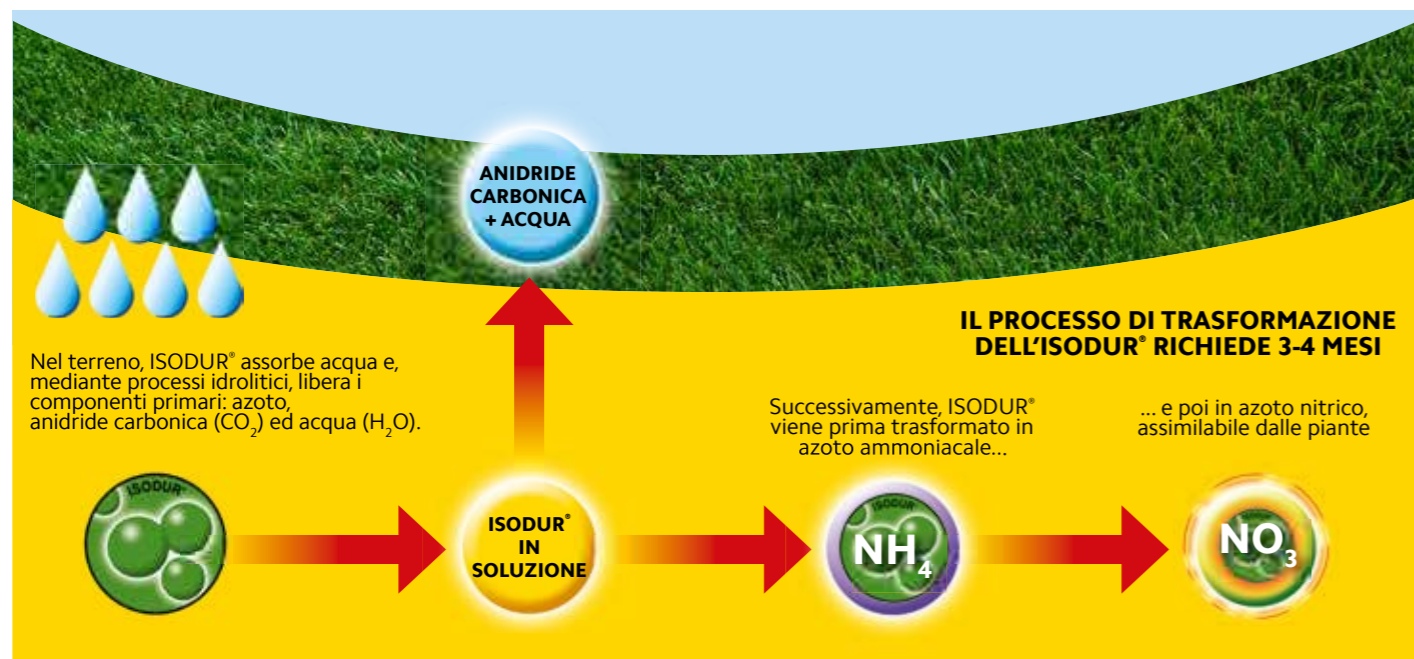 ANIDRIDE
CARBONICA
+ ACQUA
IL PROCESSO DI TRASFORMAZIONE
DELL'ISODUR® RICHIEDE 3-4 MESI
Nel terreno, ISODUR® assorbe acqua e,
mediante processi idrolitici, libera i
componenti primari: azoto,
anidride carbonica (CO₂) ed acqua (H₂O).
Successivamente, ISODUR®
viene prima trasformato in
azoto ammoniacale...
... e poi in azoto nitrico,
assimilabile dalle piante
ISODUR®
ISODUR®
IN
SOLUZIONE
ISODUR®
NH₄
NO₃